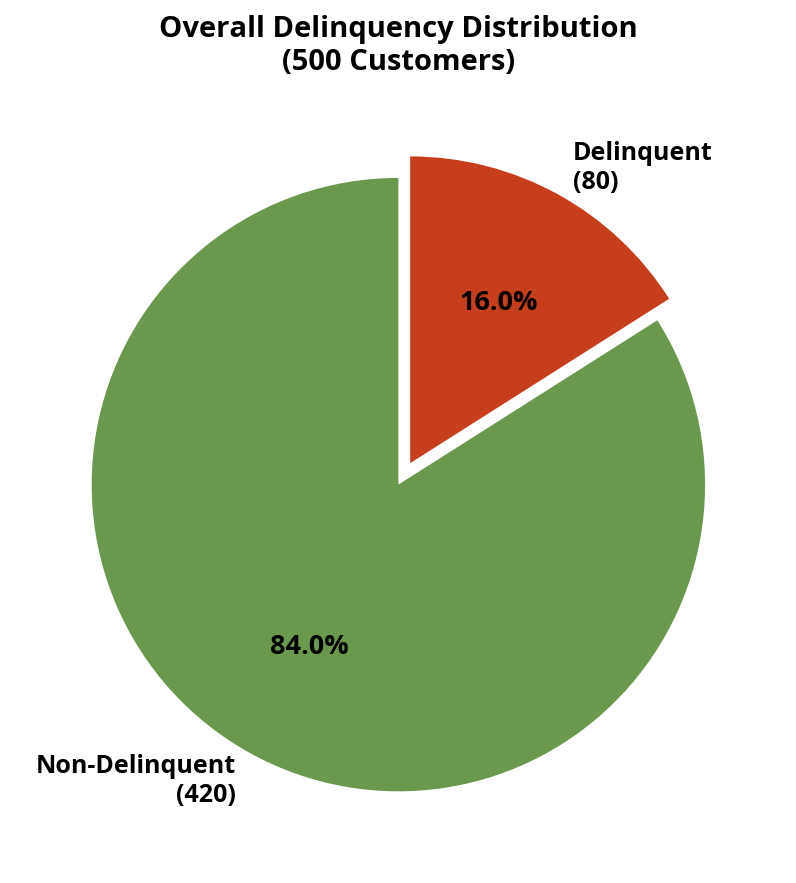 Overall Delinquency Distribution
(500 Customers)
Delinquent
(80)
16.0%
84.0%
Non-Delinquent
(420)